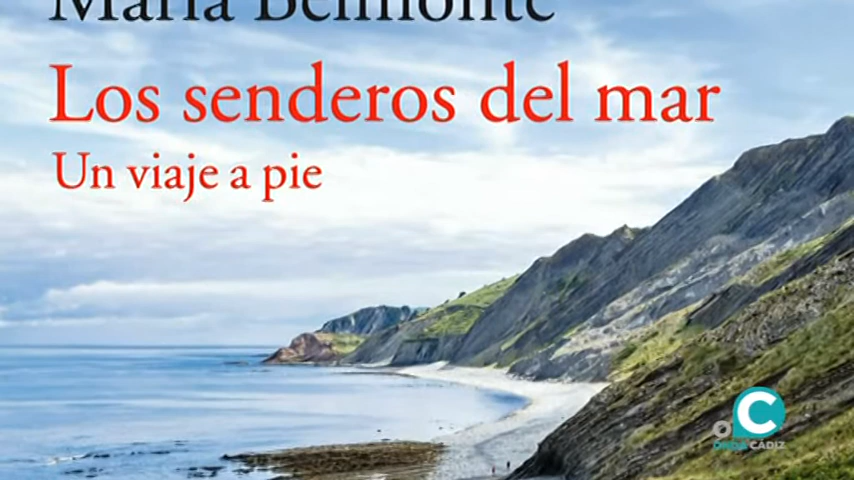 María Belmonte
Los senderos del mar
Un viaje a pie
C
ONDA CÁDIZ